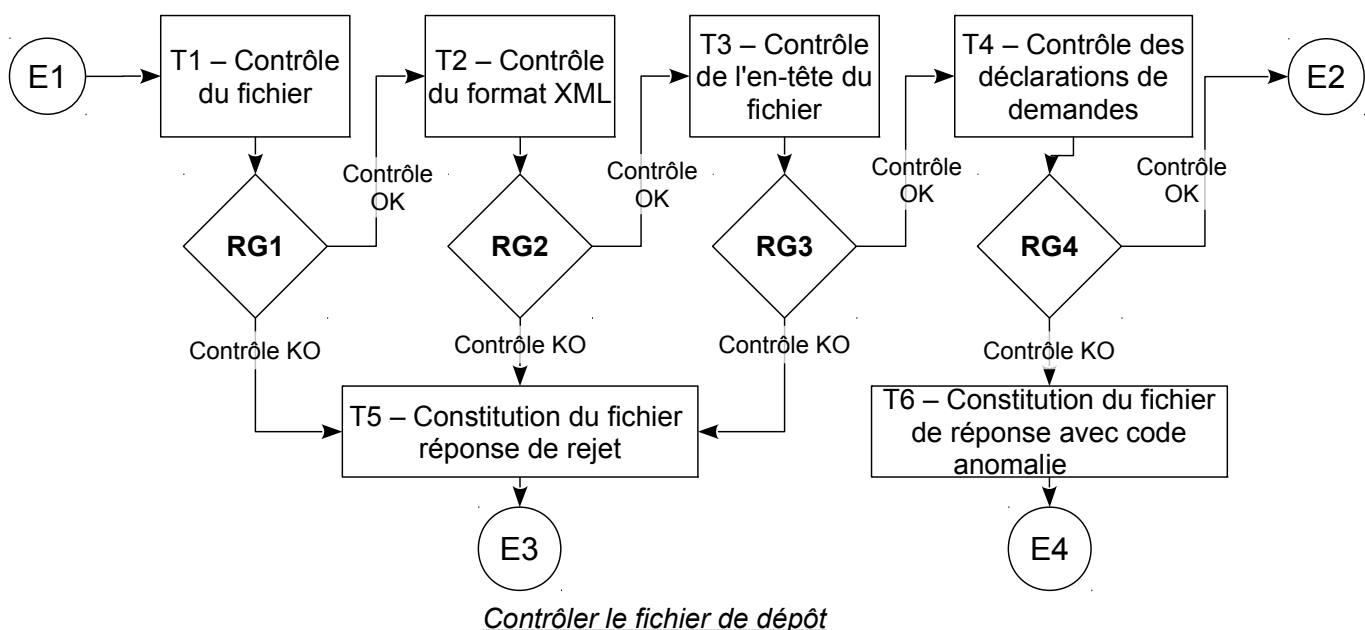 E1
T1 – Contrôle
du fichier
T2 – Contrôle
du format XML
T3 – Contrôle
de l'en-tête du
fichier
T4 – Contrôle des
déclarations de
demandes
E2
Contrôle
OK
Contrôle
OK
Contrôle
OK
Contrôle
OK
RG1
RG2
RG3
RG4
Contrôle KO
Contrôle KO
Contrôle KO
Contrôle KO
T5 – Constitution du fichier
réponse de rejet
T6 – Constitution du fichier
de réponse avec code
anomalie
E3
E4
Contrôler le fichier de dépôt